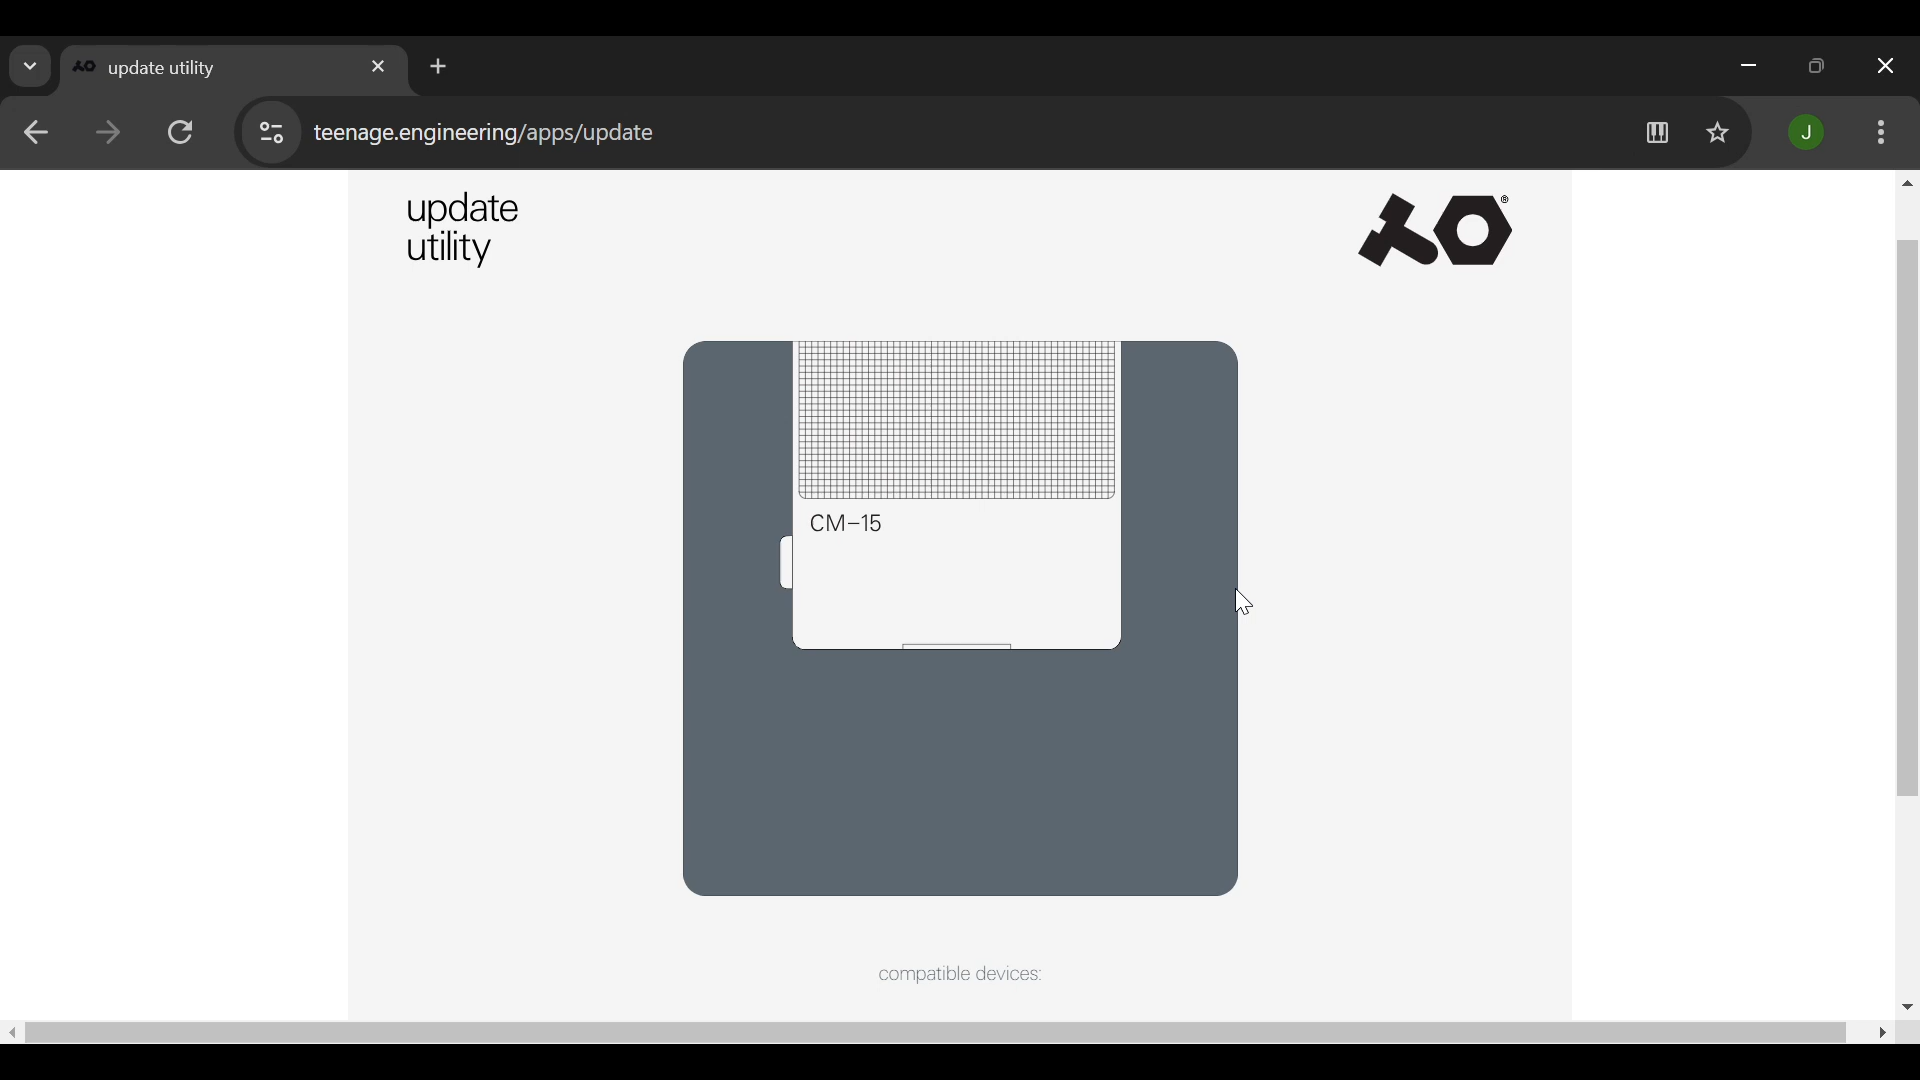 update utility
teenage.engineering/apps/update
J
update
utility
®
CM–15
compatible devices: